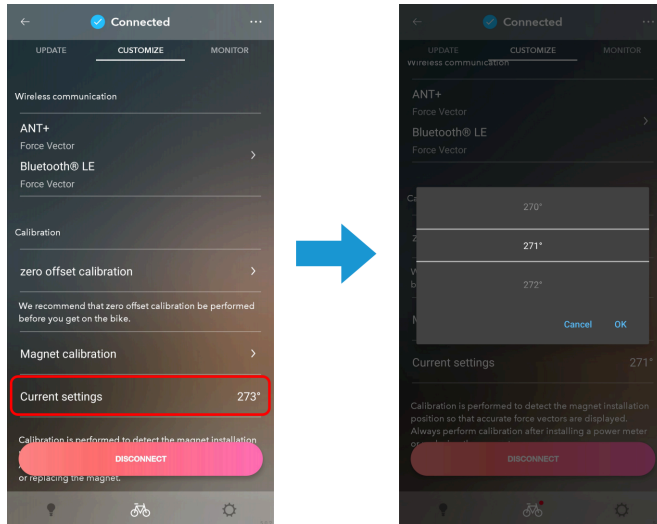 Connected
UPDATE CUSTOMIZE MONITOR
Wireless communication
ANT+
Force Vector
Bluetooth® LE
Force Vector
Calibration
zero offset calibration
We recommend that zero offset calibration be performed
before you get on the bike.
Magnet calibration
Current settings 273°
Calibration is performed to detect the magnet installation
DISCONNECT
or replacing the magnet.
Connected
UPDATE CUSTOMIZE MONITOR
Wireless communication
ANT+
Force Vector
Bluetooth® LE
Force Vector
270°
271°
272°
Cancel OK
Current settings 271°
Calibration is performed to detect the magnet installation
position so that accurate force vectors are displayed.
Always perform calibration after installing a power meter
DISCONNECT